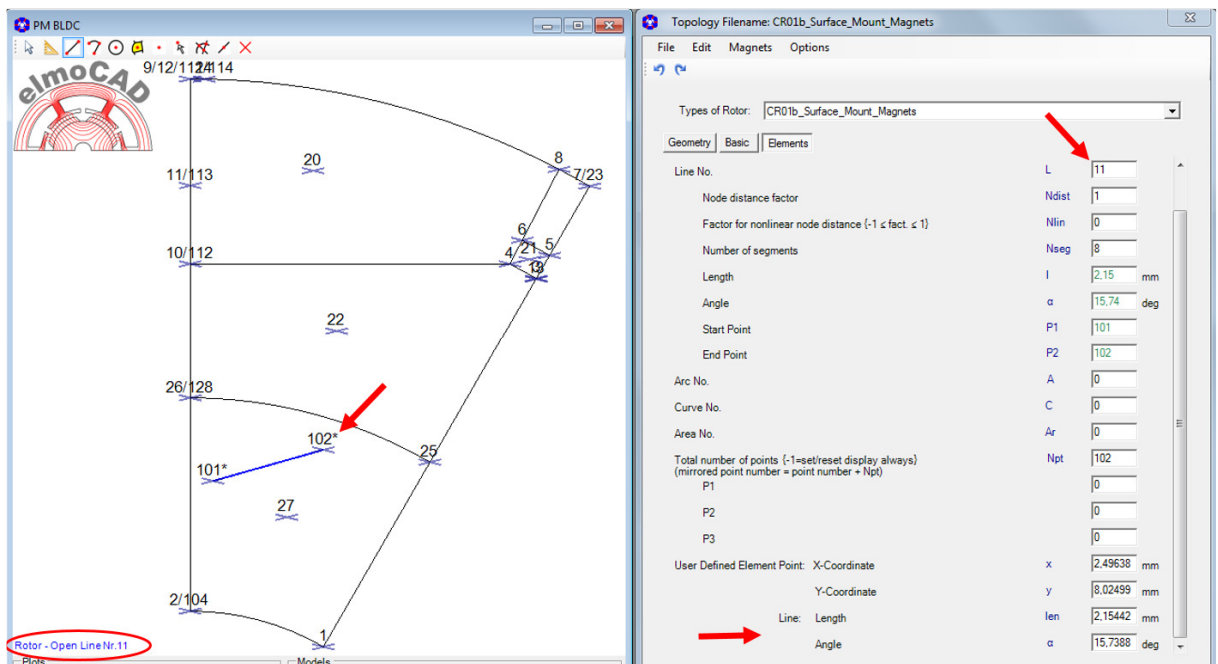 PM BLDC
elmoCAD
9/12/111
114
20
8
11/113
7/23
6
21
5
4
10/112
22
26/128
102*
25
101*
27
2/104
1
Rotor - Open Line Nr.11
Plots
Models
Topology Filename: CR01b_Surface_Mount_Magnets
File Edit Magnets Options
Types of Rotor: CR01b_Surface_Mount_Magnets
Geometry Basic Elements
Line No. L 11
Node distance factor Ndist 1
Factor for nonlinear node distance {-1 ≤ fact. ≤ 1} Nlin 0
Number of segments Nseg 8
Length l 2,15 mm
Angle α 15,74 deg
Start Point P1 101
End Point P2 102
Arc No. A 0
Curve No. C 0
Area No. Ar 0
Total number of points {-1=set/reset display always} Npt 102
(mirrored point number = point number + Npt)
P1 0
P2 0
P3 0
User Defined Element Point: X-Coordinate x 2,49638 mm
Y-Coordinate y 8,02499 mm
Line: Length len 2,15442 mm
Angle α 15,7388 deg